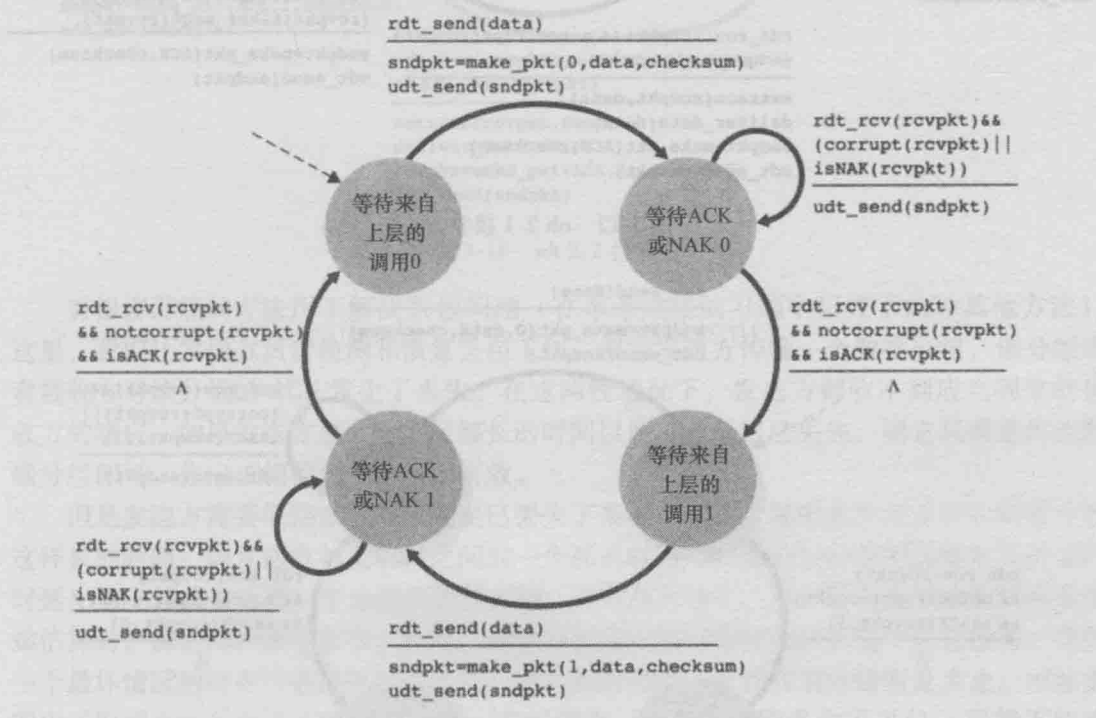 rdt_send(data)
sndpkt=make_pkt(0,data,checksum)
udt_send(sndpkt)
rdt_rcv(rcvpkt)&&
(corrupt(rcvpkt)||
isNAK(rcvpkt))
udt_send(sndpkt)
等待来自
上层的
调用0
等待ACK
或NAK 0
rdt_rcv(rcvpkt)
&& notcorrupt(rcvpkt)
&& isACK(rcvpkt)
Λ
rdt_rcv(rcvpkt)
&& notcorrupt(rcvpkt)
&& isACK(rcvpkt)
Λ
等待ACK
或NAK 1
等待来自
上层的
调用1
rdt_rcv(rcvpkt)&&
(corrupt(rcvpkt)||
isNAK(rcvpkt))
udt_send(sndpkt)
rdt_send(data)
sndpkt=make_pkt(1,data,checksum)
udt_send(sndpkt)